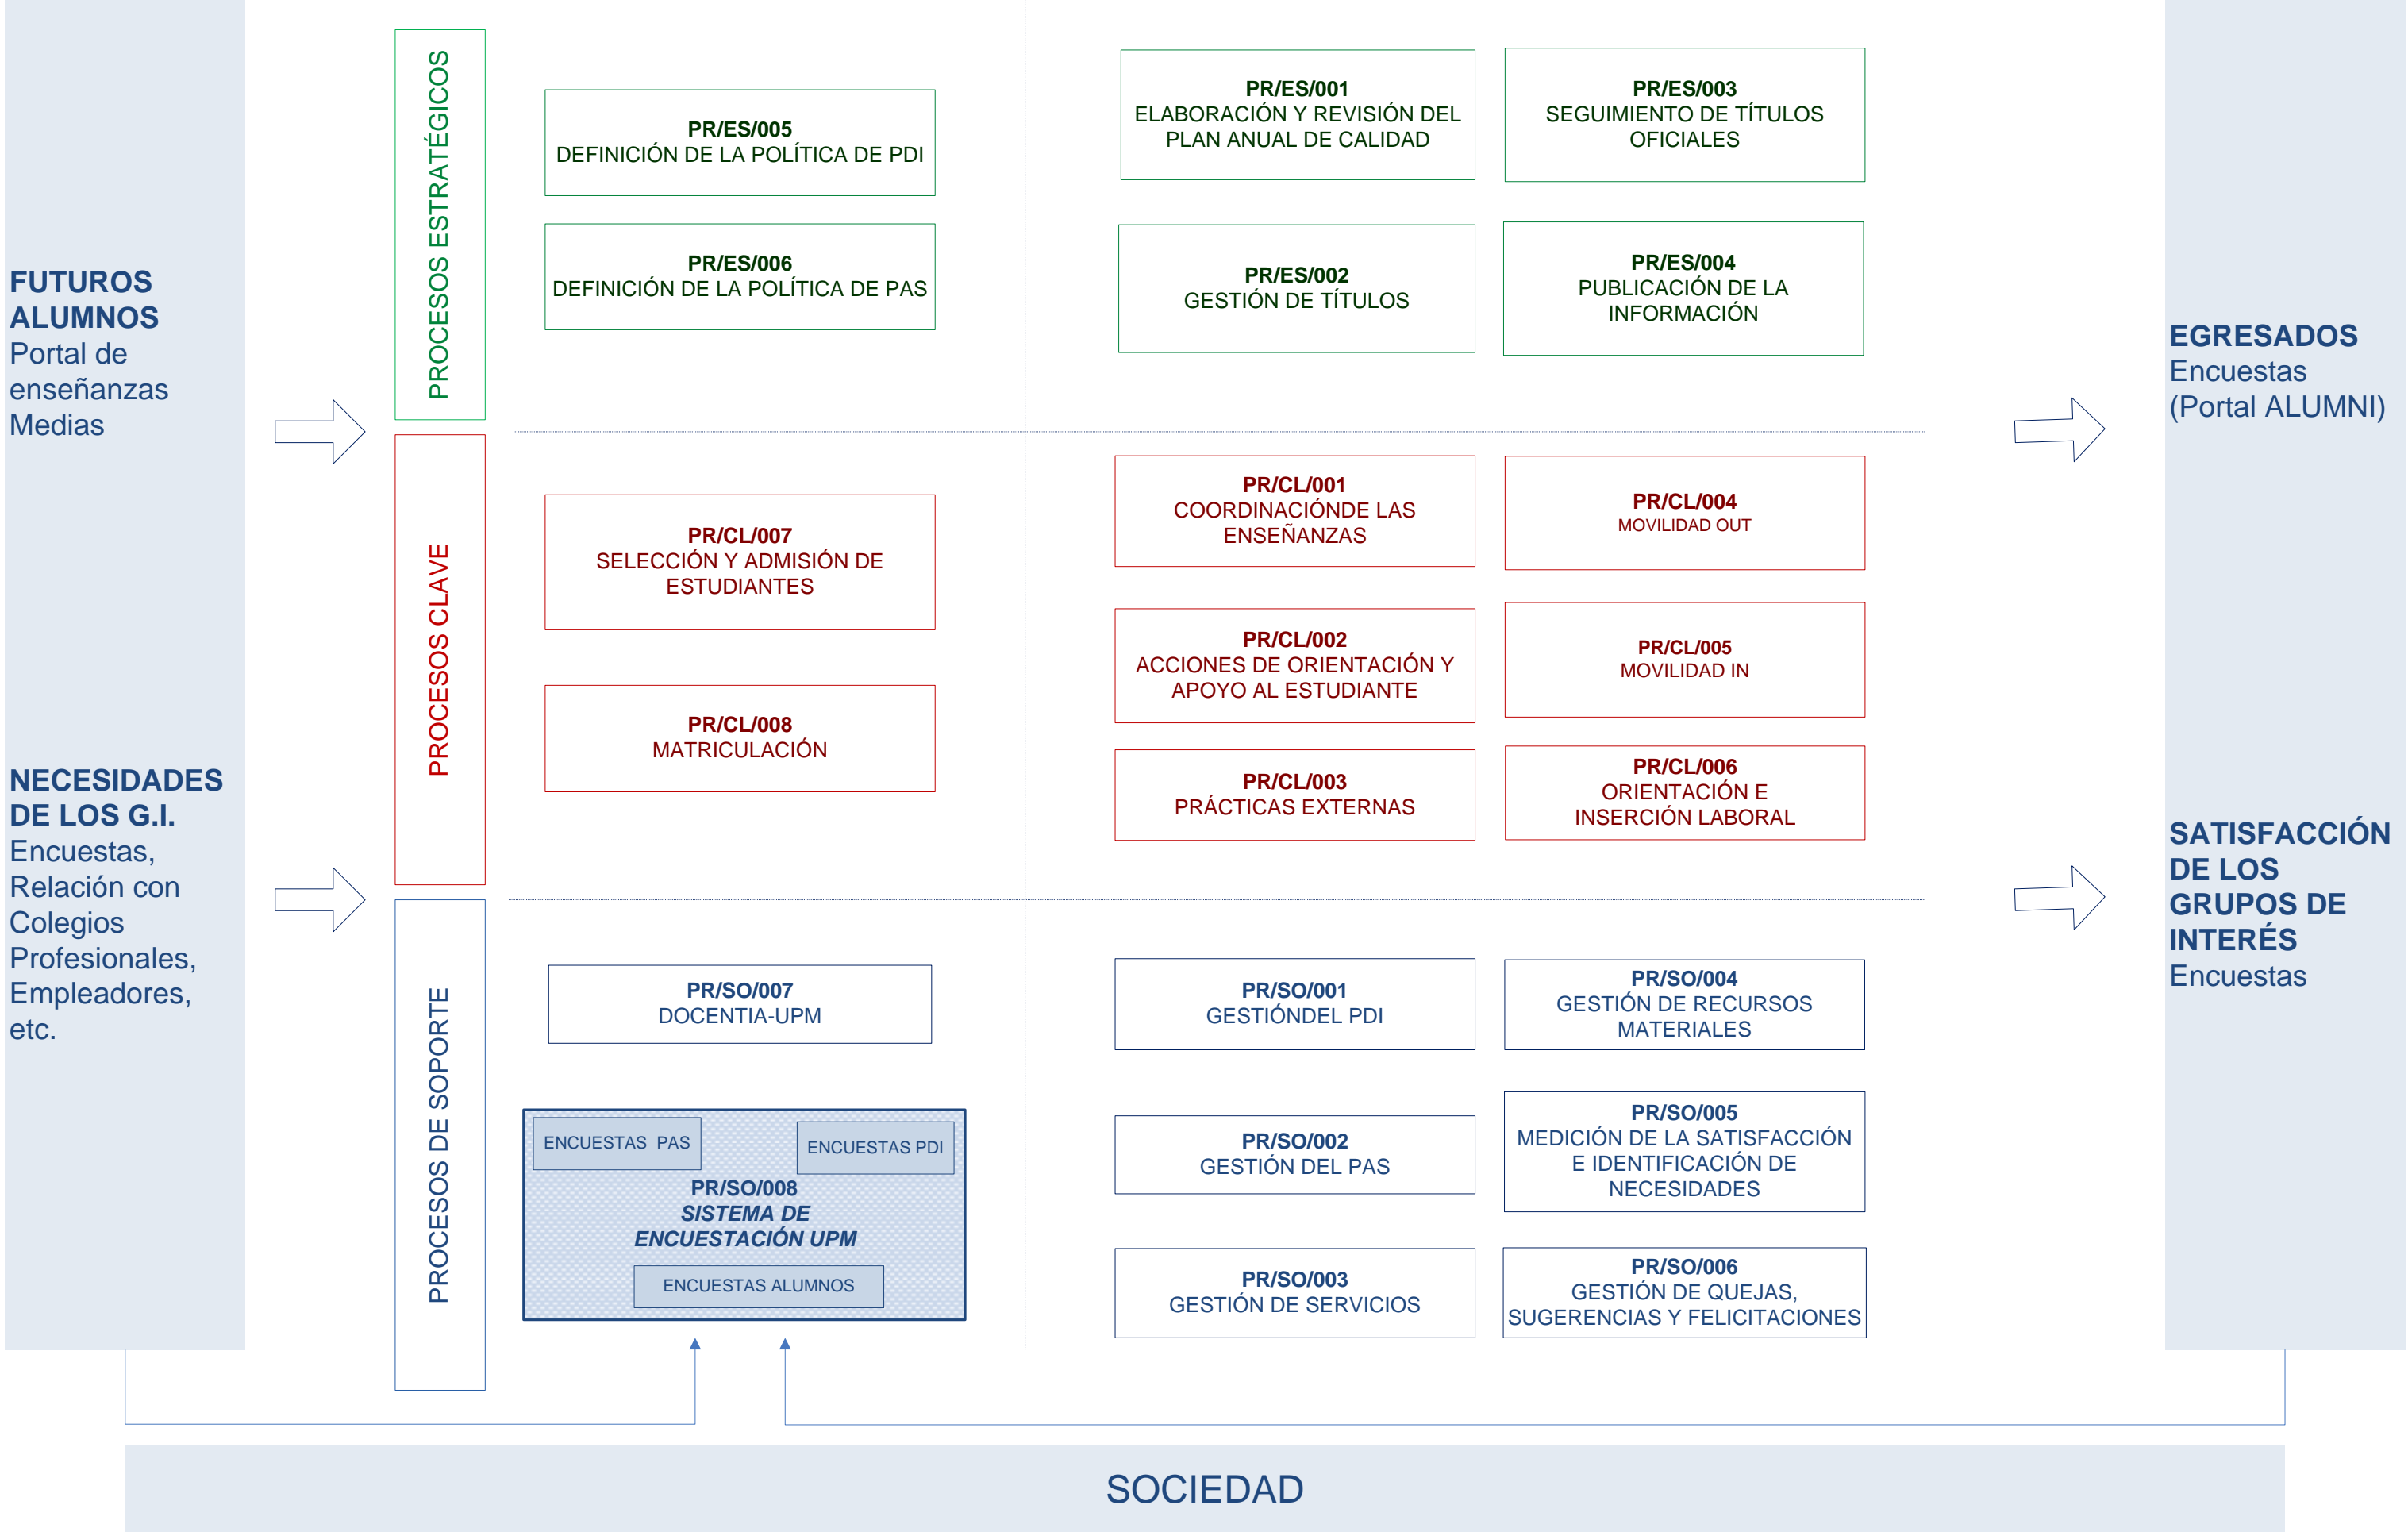 FUTUROS
ALUMNOS
Portal de
enseñanzas
Medias
NECESIDADES
DE LOS G.I.
Encuestas,
Relación con
Colegios
Profesionales,
Empleadores,
etc.
PROCESOS ESTRATÉGICOS
PR/ES/005
DEFINICIÓN DE LA POLÍTICA DE PDI
PR/ES/006
DEFINICIÓN DE LA POLÍTICA DE PAS
PR/ES/001
ELABORACIÓN Y REVISIÓN DEL
PLAN ANUAL DE CALIDAD
PR/ES/003
SEGUIMIENTO DE TÍTULOS
OFICIALES
PR/ES/002
GESTIÓN DE TÍTULOS
PR/ES/004
PUBLICACIÓN DE LA
INFORMACIÓN
PROCESOS CLAVE
PR/CL/007
SELECCIÓN Y ADMISIÓN DE
ESTUDIANTES
PR/CL/008
MATRICULACIÓN
PR/CL/001
COORDINACIÓNDE LAS
ENSEÑANZAS
PR/CL/004
MOVILIDAD OUT
PR/CL/002
ACCIONES DE ORIENTACIÓN Y
APOYO AL ESTUDIANTE
PR/CL/005
MOVILIDAD IN
PR/CL/003
PRÁCTICAS EXTERNAS
PR/CL/006
ORIENTACIÓN E
INSERCIÓN LABORAL
PROCESOS DE SOPORTE
PR/SO/007
DOCENTIA-UPM
ENCUESTAS  PAS
ENCUESTAS PDI
PR/SO/008
SISTEMA DE
ENCUESTACIÓN UPM
ENCUESTAS ALUMNOS
PR/SO/001
GESTIÓNDEL PDI
PR/SO/004
GESTIÓN DE RECURSOS
MATERIALES
PR/SO/002
GESTIÓN DEL PAS
PR/SO/005
MEDICIÓN DE LA SATISFACCIÓN
E IDENTIFICACIÓN DE
NECESIDADES
PR/SO/003
GESTIÓN DE SERVICIOS
PR/SO/006
GESTIÓN DE QUEJAS,
SUGERENCIAS Y FELICITACIONES
EGRESADOS
Encuestas
(Portal ALUMNI)
SATISFACCIÓN
DE LOS
GRUPOS DE
INTERÉS
Encuestas
SOCIEDAD